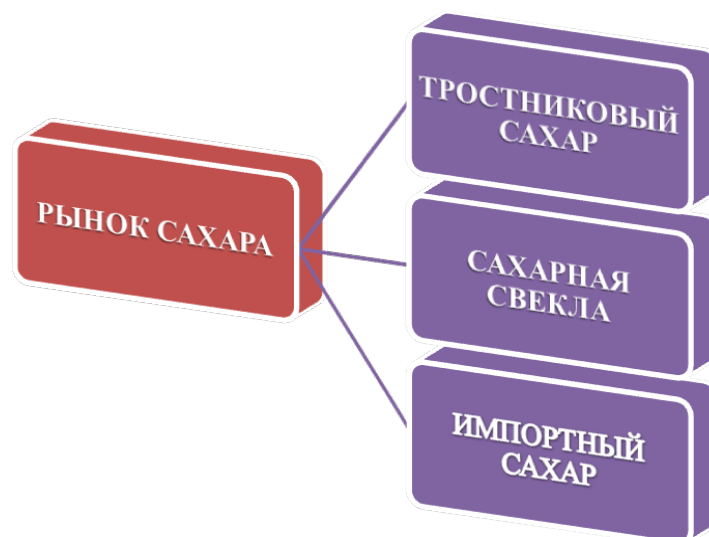 РЫНОК САХАРА
ТРОСТНИКОВЫЙ
САХАР
САХАРНАЯ
СВЕКЛА
ИМПОРТНЫЙ
САХАР